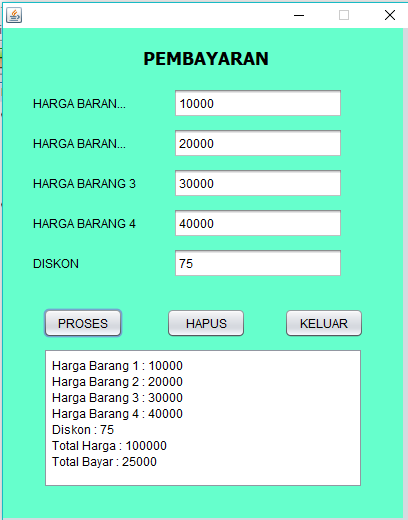 PEMBAYARAN
HARGA BARAN... 10000
HARGA BARAN... 20000
HARGA BARANG 3 30000
HARGA BARANG 4 40000
DISKON 75
PROSES HAPUS KELUAR
Harga Barang 1 : 10000
Harga Barang 2 : 20000
Harga Barang 3 : 30000
Harga Barang 4 : 40000
Diskon : 75
Total Harga : 100000
Total Bayar : 25000